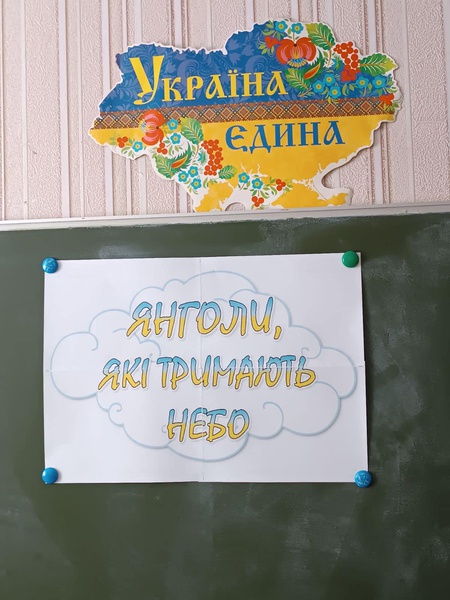 Україна
єдина
ЯНГОЛИ,
ЯКІ ТРИМАЮТЬ
НЕБО